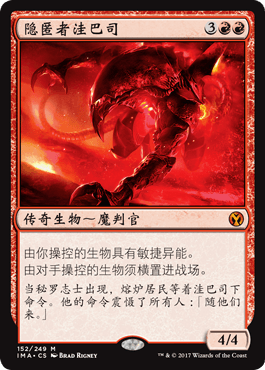 隐匿者洼巴司 3
传奇生物～魔判官
由你操控的生物具有敏捷异能。
由对手操控的生物须横置进战场。
当秘罗志士出现，熔炉居民等着洼巴司下
命令。他的命令震慑了所有人：「随他们
来。」
4/4
152/249 M
IMA • CS BRAD RIGNEY
™ & © 2017 Wizards of the Coast